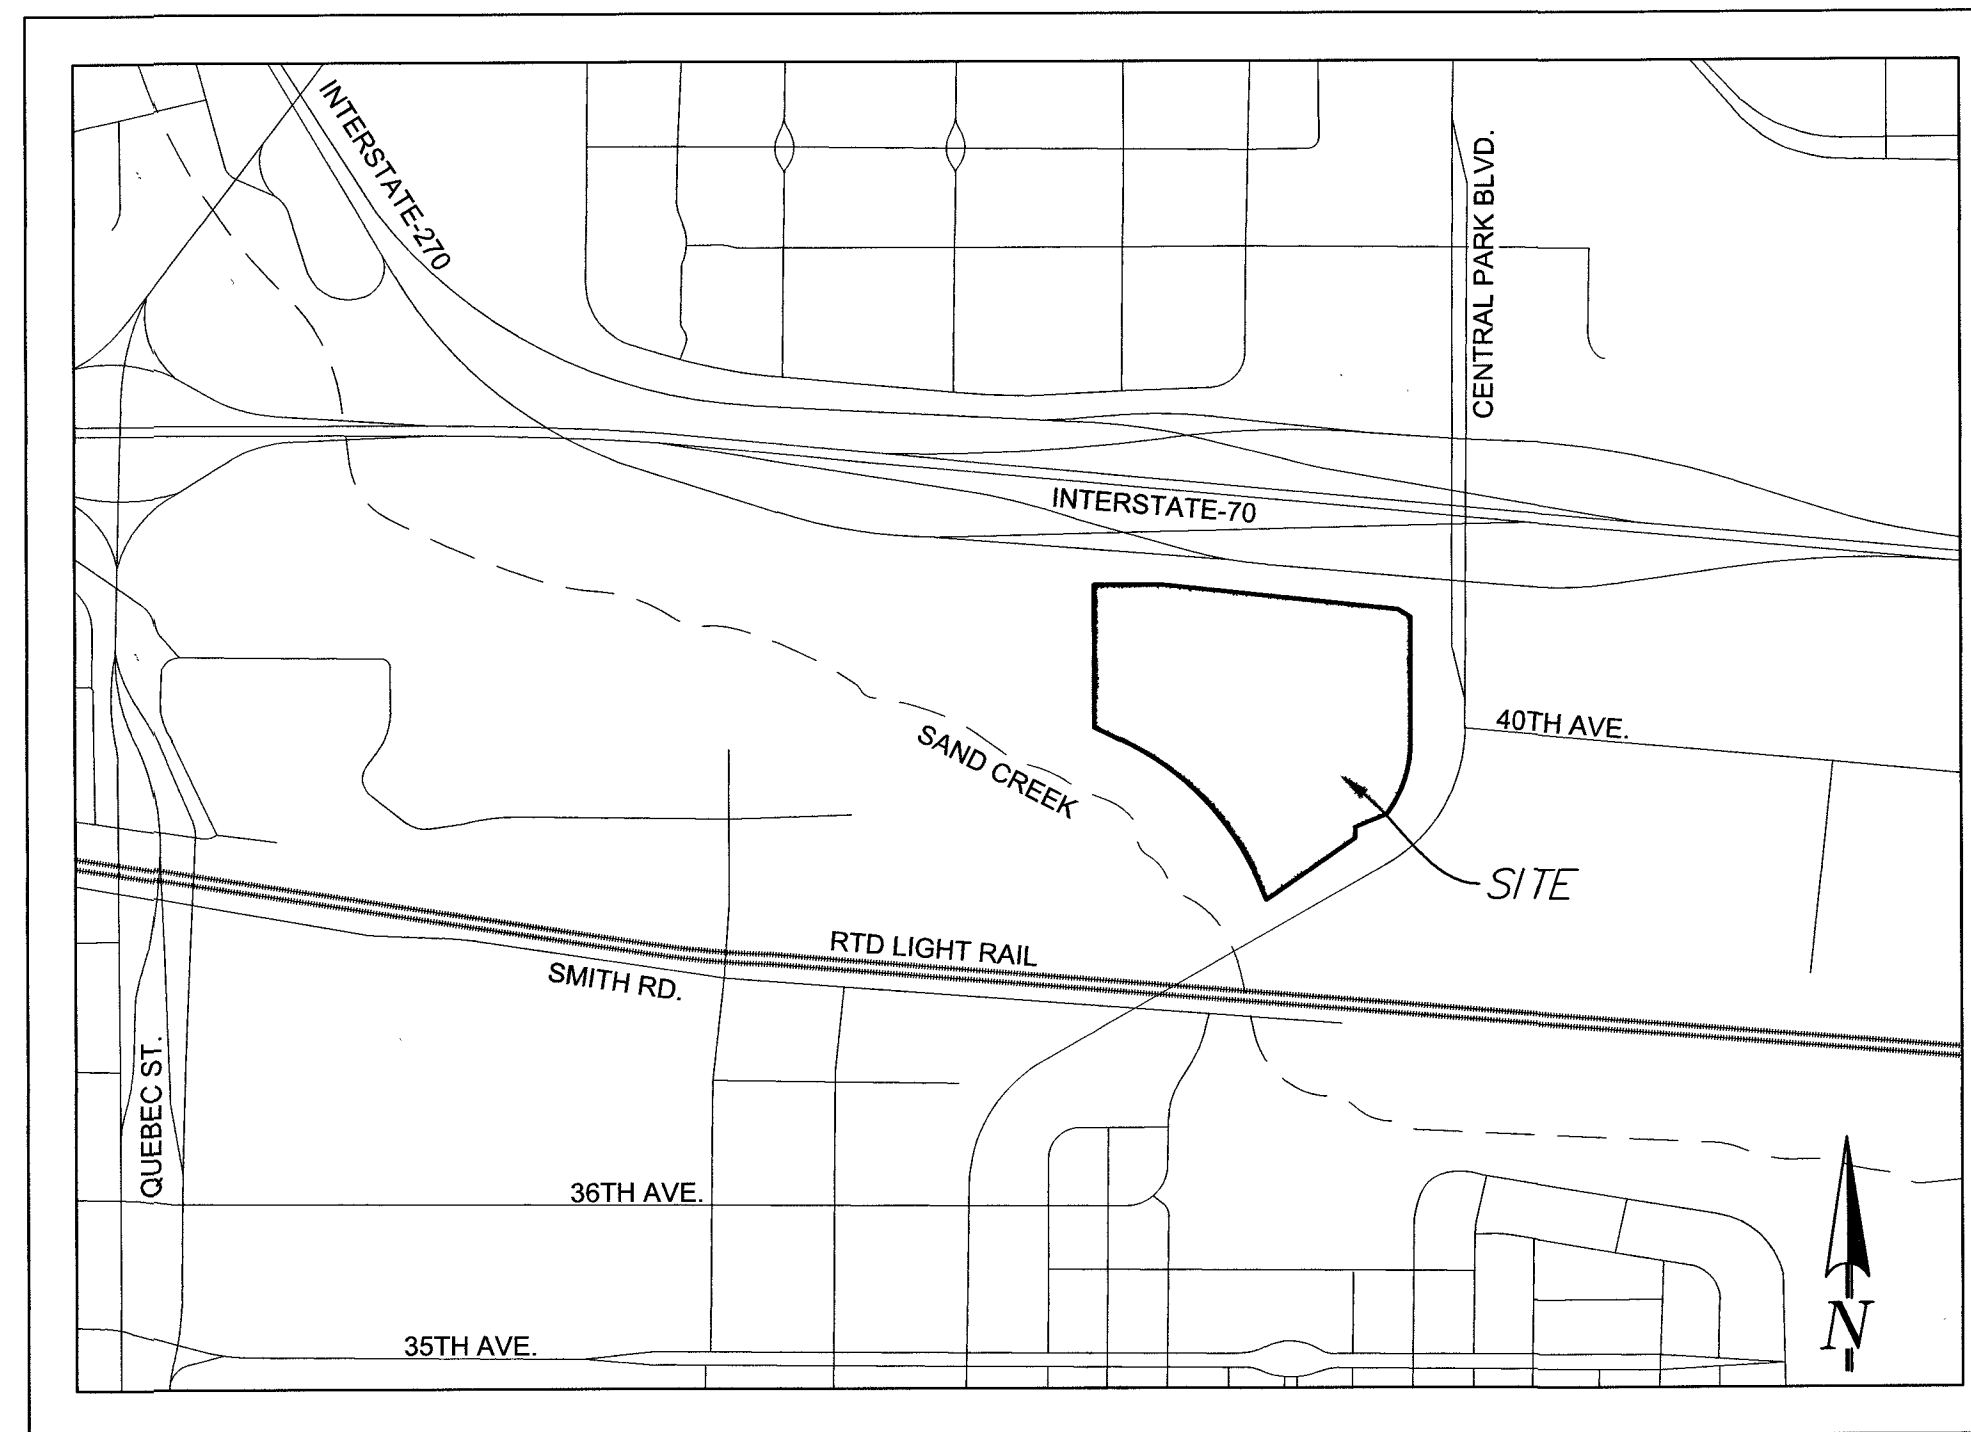 INTERSTATE-270
CENTRAL PARK BLVD.
INTERSTATE-70
40TH AVE.
SAND CREEK
SITE
RTD LIGHT RAIL
SMITH RD.
QUEBEC ST.
36TH AVE.
35TH AVE.
N